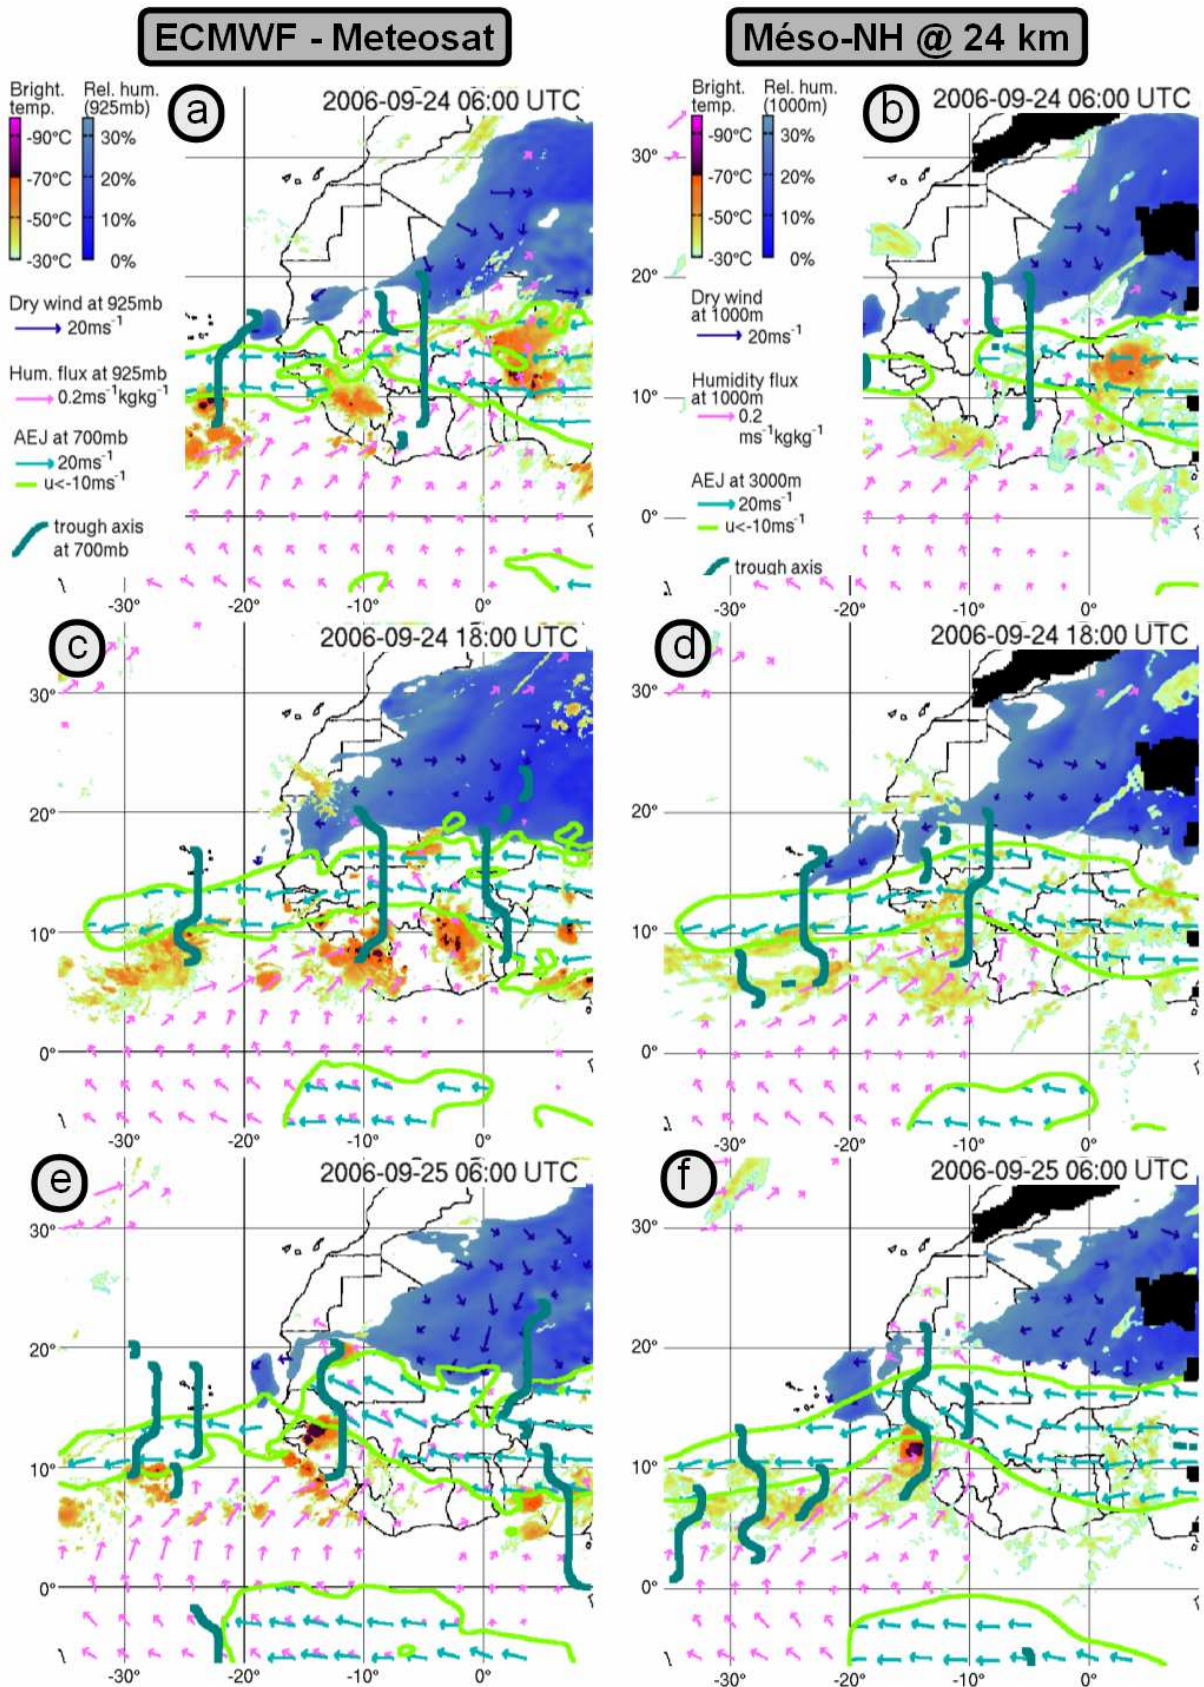 ECMWF - Meteosat
Méso-NH @ 24 km
Bright. temp.
Rel. hum. (925mb)
a
2006-09-24 06:00 UTC
-90°C
-70°C
-50°C
-30°C
30%
20%
10%
0%
Dry wind at 925mb
20ms-1
Hum. flux at 925mb
0.2ms-1kgkg-1
AEJ at 700mb
20ms-1
u<-10ms-1
trough axis
at 700mb
-30° -20° -10° 0°
Bright. temp.
Rel. hum. (1000m)
b
2006-09-24 06:00 UTC
-90°C
-70°C
-50°C
-30°C
30%
20%
10%
0%
Dry wind
at 1000m
20ms-1
Humidity flux
at 1000m
0.2
ms-1kgkg-1
AEJ at 3000m
20ms-1
u<-10ms-1
trough axis
30°
20°
10°
0°
-30° -20° -10° 0°
c
2006-09-24 18:00 UTC
30°
20°
10°
0°
-30° -20° -10° 0°
d
2006-09-24 18:00 UTC
30°
20°
10°
0°
-30° -20° -10° 0°
e
2006-09-25 06:00 UTC
30°
20°
10°
0°
-30° -20° -10° 0°
f
2006-09-25 06:00 UTC
30°
20°
10°
0°
-30° -20° -10° 0°